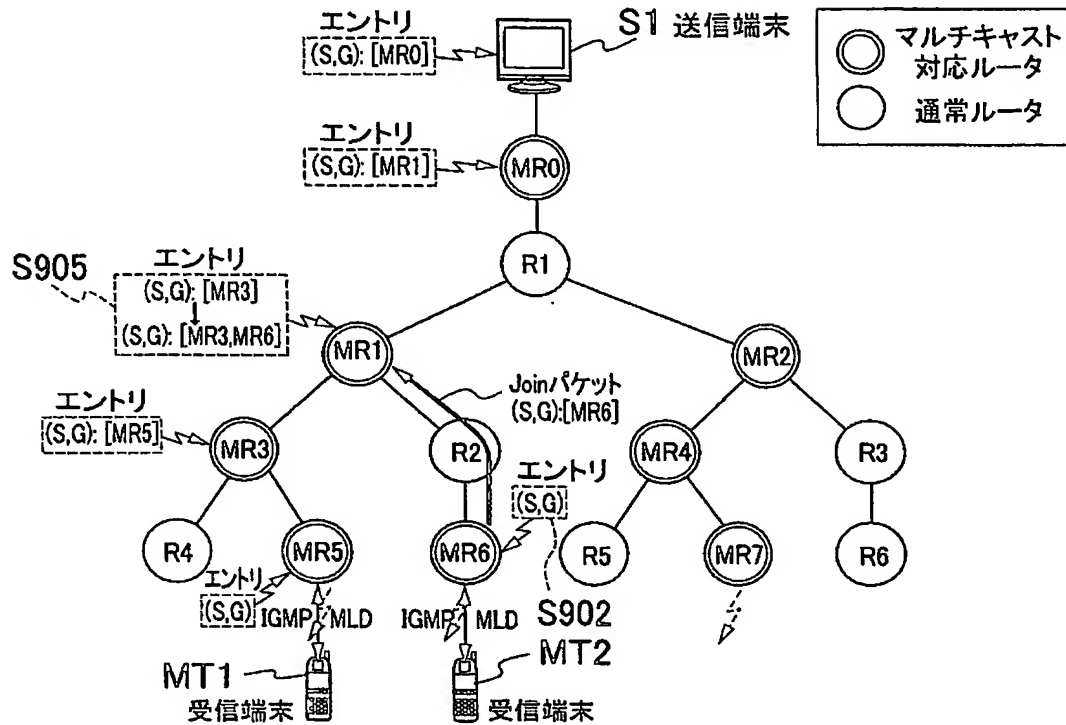 エントリ
(S,G): [MR0]
S1 送信端末
マルチキャスト
対応ルータ
通常ルータ
エントリ
(S,G): [MR1]
MR0
R1
S905
エントリ
(S,G): [MR3]
(S,G): [MR3,MR6]
MR1
MR2
Joinパケット
(S,G):[MR6]
エントリ
(S,G): [MR5]
MR3
R2
MR4
R3
エントリ
(S,G)
R4
MR5
MR6
R5
MR7
R6
エントリ
(S,G)
IGMP MLD
IGMP MLD
S902
MT1
受信端末
MT2
受信端末